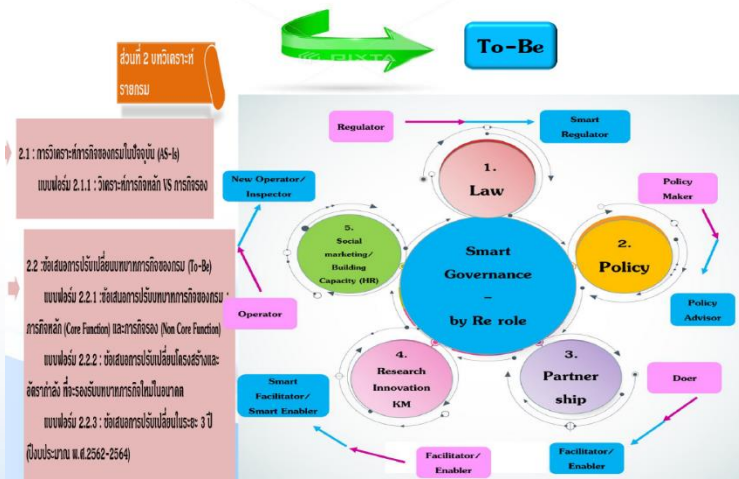 ส่วนที่ 2 บทวิเคราะห์
รายกรม
PIXTA
To-Be
2.1 : การวิเคราะห์ภารกิจของกรมในปัจจุบัน (AS-Is)
แบบฟอร์ม 2.1.1 : วิเคราะห์ภารกิจหลัก VS ภารกิจรอง
2.2 :ข้อเสนอการปรับเปลี่ยนบทบาทภารกิจของกรม (To-Be)
แบบฟอร์ม 2.2.1 :ข้อเสนอการปรับบทบาทภารกิจของกรม :
ภารกิจหลัก (Core Function) และภารกิจรอง (Non Core Function)
แบบฟอร์ม 2.2.2 : ข้อเสนอการปรับเปลี่ยนโครงสร้างและ
อัตรากำลัง ที่จะรองรับบทบาทภารกิจใหม่ในอนาคต
แบบฟอร์ม 2.2.3 : ข้อเสนอการปรับเปลี่ยนในระยะ 3 ปี
(ปีงบประมาณ พ.ศ.2562-2564)
Regulator
Smart
Regulator
1.
Law
New Operator/
Inspector
Policy
Maker
5.
Social
marketing/
Building
Capacity (HR)
Smart
Governance
–
by Re role
2.
Policy
Operator
Policy
Advisor
4.
Research
Innovation
KM
3.
Partner
ship
Smart
Facilitator/
Smart Enabler
Doer
Facilitator/
Enabler
Facilitator/
Enabler